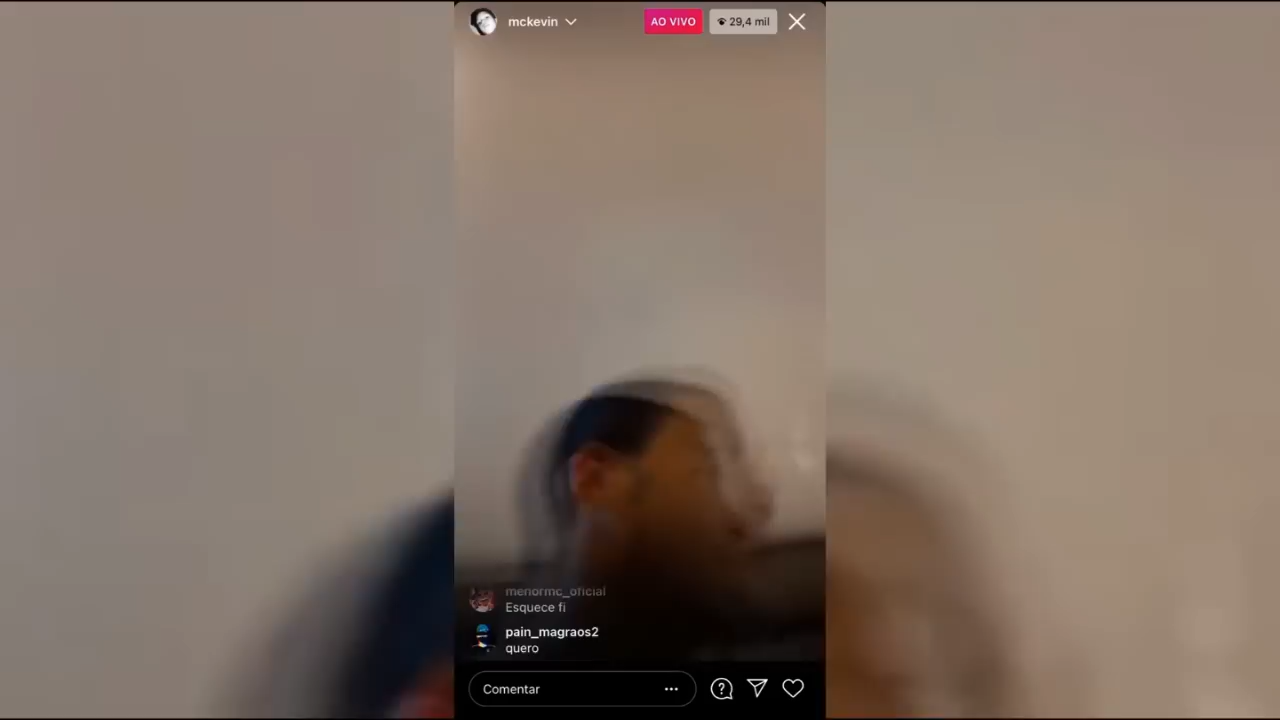 mckevin
AO VIVO
29,4 mil
menormc_oficial
Esquece fi
pain_magraos2
quero
Comentar